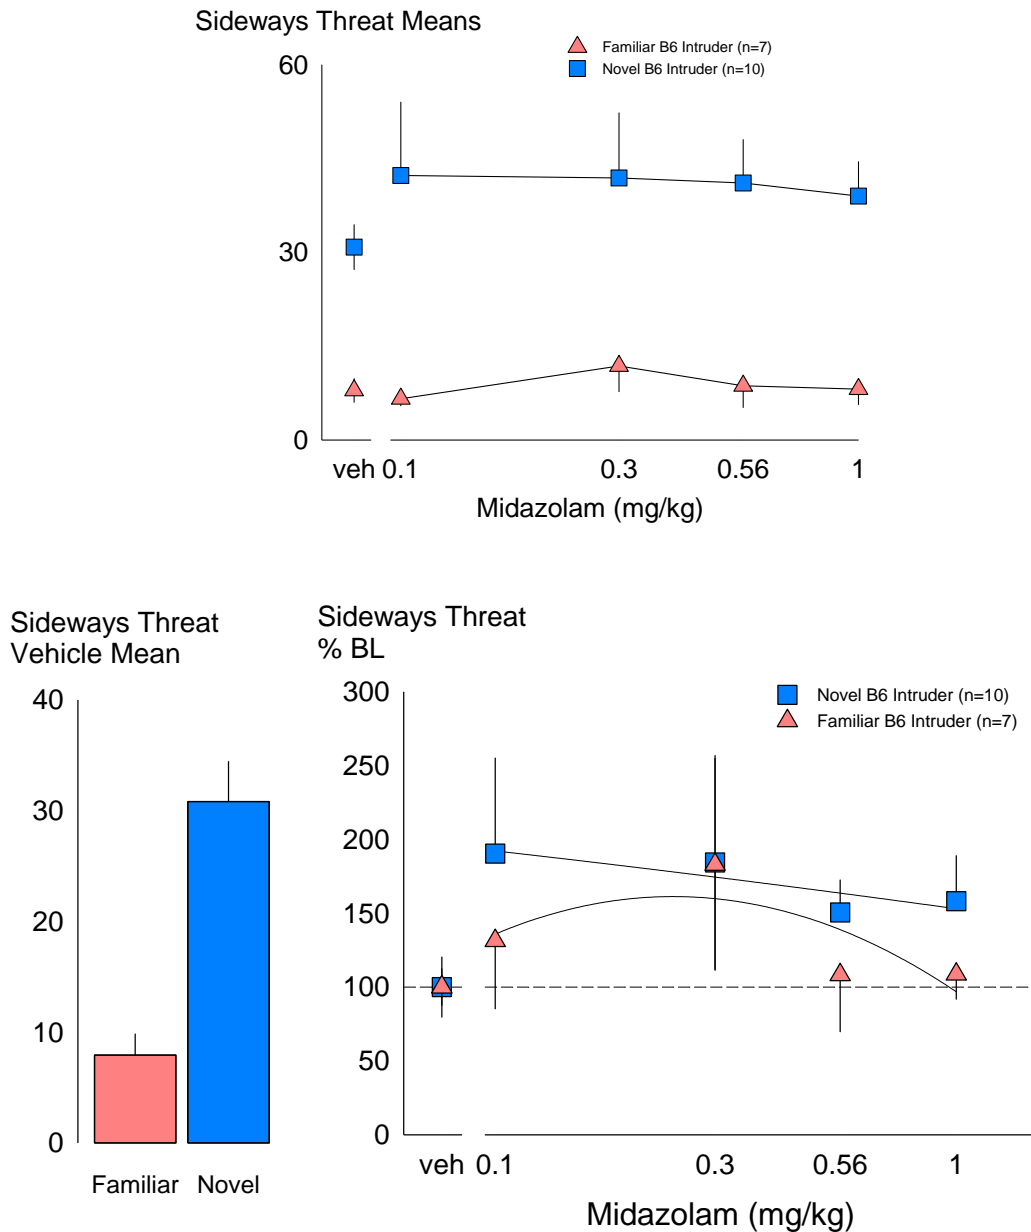 Sideways Threat Means
Familiar B6 Intruder (n=7)
Novel B6 Intruder (n=10)
60
30
0
veh 0.1 0.3 0.56 1
Midazolam (mg/kg)
Sideways Threat
Vehicle Mean
40
30
20
10
0
Familiar Novel
Sideways Threat
% BL
Novel B6 Intruder (n=10)
Familiar B6 Intruder (n=7)
300
250
200
150
100
50
0
veh 0.1 0.3 0.56 1
Midazolam (mg/kg)